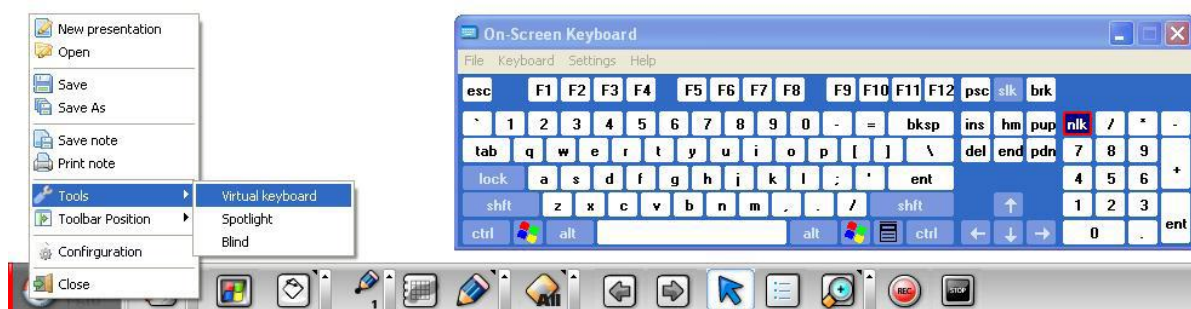 New presentation
Open
Save
Save As
Save note
Print note
Tools
Toolbar Position
Confirguration
Close
Virtual keyboard
Spotlight
Blind
On-Screen Keyboard
File Keyboard Settings Help
esc F1 F2 F3 F4 F5 F6 F7 F8 F9 F10 F11 F12 psc slk brk
` 1 2 3 4 5 6 7 8 9 0 - = bksp ins hm pup nlk / * -
tab q w e r t y u i o p [ ] \ del end pdn 7 8 9 +
lock a s d f g h j k l ; ' ent 4 5 6
shft z x c v b n m , . / shft ↑ 1 2 3 ent
ctrl alt alt ctrl ← ↓ → 0 .
1 All REC STOP